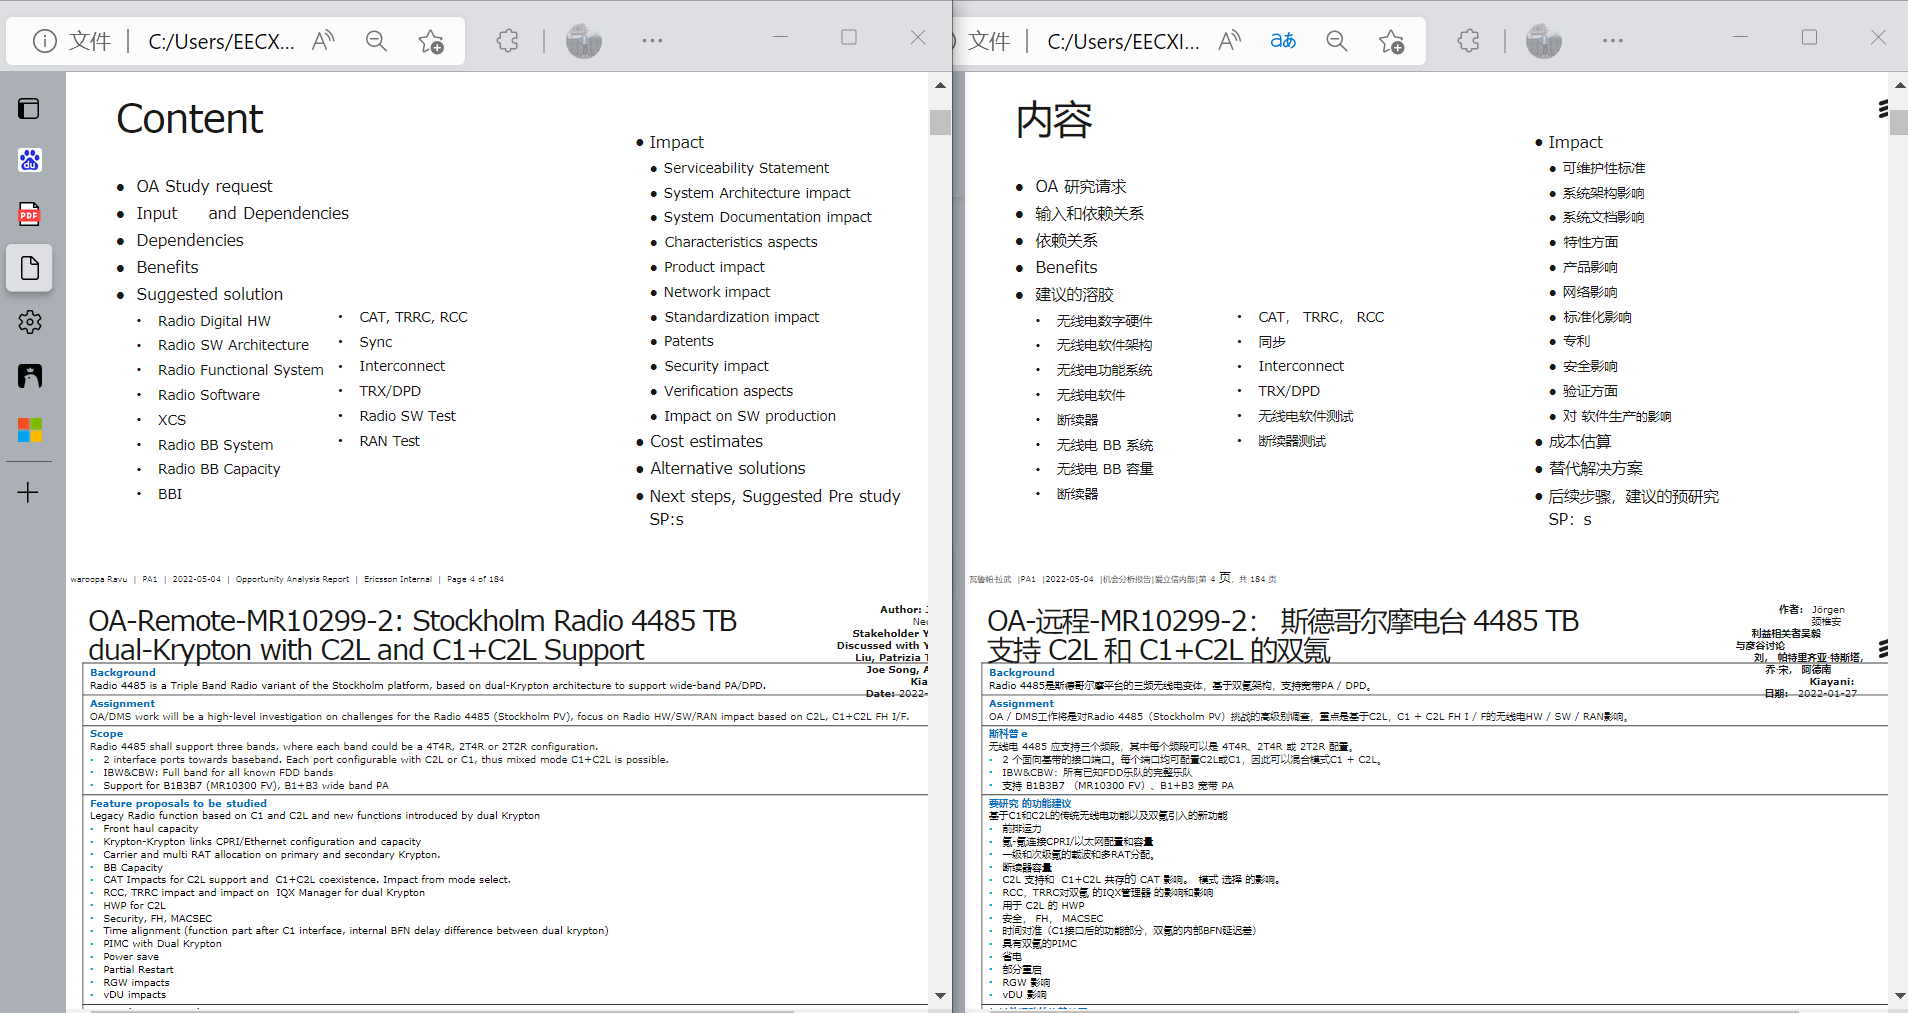 文件 C:/Users/EECX...
Content
OA Study request
Input and Dependencies
Dependencies
Benefits
Suggested solution
Radio Digital HW
Radio SW Architecture
Radio Functional System
Radio Software
XCS
Radio BB System
Radio BB Capacity
BBI
CAT, TRRC, RCC
Sync
Interconnect
TRX/DPD
Radio SW Test
RAN Test
Impact
Serviceability Statement
System Architecture impact
System Documentation impact
Characteristics aspects
Product impact
Network impact
Standardization impact
Patents
Security impact
Verification aspects
Impact on SW production
Cost estimates
Alternative solutions
Next steps, Suggested Pre study
SP:s
waroopa Ravu | PA1 | 2022-05-04 | Opportunity Analysis Report | Ericsson Internal | Page 4 of 184
OA-Remote-MR10299-2: Stockholm Radio 4485 TB
dual-Krypton with C2L and C1+C2L Support
Author: J
Nec
Stakeholder Y
Discussed with Y
Liu, Patrizia T
Joe Song, A
Kia
Date: 2022-
Background
Radio 4485 is a Triple Band Radio variant of the Stockholm platform, based on dual-Krypton architecture to support wide-band PA/DPD.
Assignment
OA/DMS work will be a high-level investigation on challenges for the Radio 4485 (Stockholm PV), focus on Radio HW/SW/RAN impact based on C2L, C1+C2L FH I/F.
Scope
Radio 4485 shall support three bands, where each band could be a 4T4R, 2T4R or 2T2R configuration.
2 interface ports towards baseband. Each port configurable with C2L or C1, thus mixed mode C1+C2L is possible.
IBW&CBW: Full band for all known FDD bands
Support for B1B3B7 (MR10300 FV), B1+B3 wide band PA
Feature proposals to be studied
Legacy Radio function based on C1 and C2L and new functions introduced by dual Krypton
Front haul capacity
Krypton-Krypton links CPRI/Ethernet configuration and capacity
Carrier and multi RAT allocation on primary and secondary Krypton.
BB Capacity
CAT Impacts for C2L support and C1+C2L coexistence. Impact from mode select.
RCC, TRRC impact and impact on IQX Manager for dual Krypton
HWP for C2L
Security, FH, MACSEC
Time alignment (function part after C1 interface, internal BFN delay difference between dual krypton)
PIMC with Dual Krypton
Power save
Partial Restart
RGW impacts
vDU impacts
文件 C:/Users/EECXI...
内容
OA 研究请求
输入和依赖关系
依赖关系
Benefits
建议的溶胶
无线电数字硬件
无线电软件架构
无线电功能系统
无线电软件
断续器
无线电 BB 系统
无线电 BB 容量
断续器
CAT， TRRC， RCC
同步
Interconnect
TRX/DPD
无线电软件测试
断续器测试
Impact
可维护性标准
系统架构影响
系统文档影响
特性方面
产品影响
网络影响
标准化影响
专利
安全影响
验证方面
对 软件生产的影响
成本估算
替代解决方案
后续步骤，建议的预研究
SP：s
瓦鲁帕·拉武 |PA1 |2022-05-04 |机会分析报告|爱立信内部|第 4 页，共 184 页
OA-远程-MR10299-2： 斯德哥尔摩电台 4485 TB
支持 C2L 和 C1+C2L 的双氪
作者： Jörgen
利益相关者吴毅
与彦谷讨论
刘， 帕特里齐亚·特斯塔,
乔·宋， 阿德南
Kiayani:
日期： 2022-01-27
Background
Radio 4485是斯德哥尔摩平台的三频无线电变体，基于双氪架构，支持宽带PA / DPD。
Assignment
OA / DMS工作将是对Radio 4485（Stockholm PV）挑战的高级别调查，重点是基于C2L，C1 + C2L FH I / F的无线电HW / SW / RAN影响。
斯科普 e
无线电 4485 应支持三个频段，其中每个频段可以是 4T4R、2T4R 或 2T2R 配置。
2 个面向基带的接口端口。每个端口均可配置C2L或C1，因此可以混合模式C1 + C2L。
IBW&CBW：所有已知FDD乐队的完整乐队
支持 B1B3B7 （MR10300 FV）、B1+B3 宽带 PA
要研究 的功能建议
基于C1和C2L的传统无线电功能以及双氪引入的新功能
前排运力
氪-氪连接CPRI/以太网配置和容量
一级和次级氪的载波和多RAT分配。
断续器容量
C2L 支持和 C1+C2L 共存的 CAT 影响。 模式 选择 的影响。
RCC，TRRC对双氪 的IQX管理器 的影响和影响
用于 C2L 的 HWP
安全， FH， MACSEC
时间对准（C1接口后的功能部分，双氪的内部BFN延迟差）
具有双氪的PIMC
省电
部分重启
RGW 影响
vDU 影响